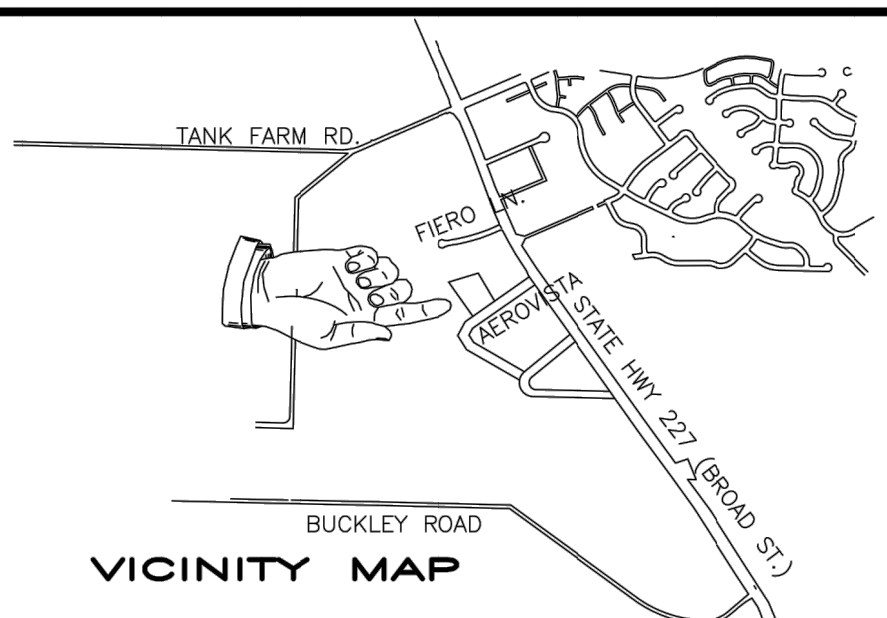 TANK FARM RD.
FIERO LN.
AEROVISTA
STATE HWY 227 (BROAD ST.)
BUCKLEY ROAD
VICINITY MAP